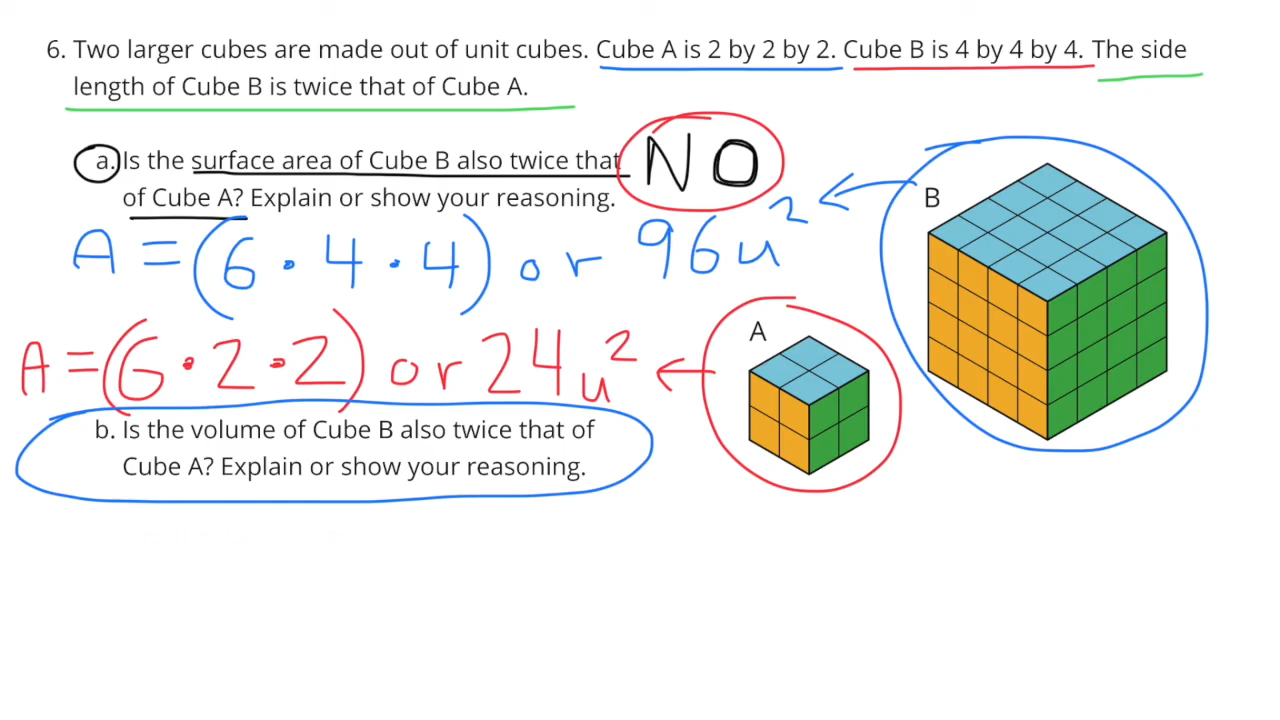 6. Two larger cubes are made out of unit cubes. Cube A is 2 by 2 by 2. Cube B is 4 by 4 by 4. The side
length of Cube B is twice that of Cube A.
a. Is the surface area of Cube B also twice that
of Cube A? Explain or show your reasoning.
NO
B
A = (6 · 4 · 4) or 96u²
A
A = (6 · 2 · 2) or 24u²
b. Is the volume of Cube B also twice that of
Cube A? Explain or show your reasoning.